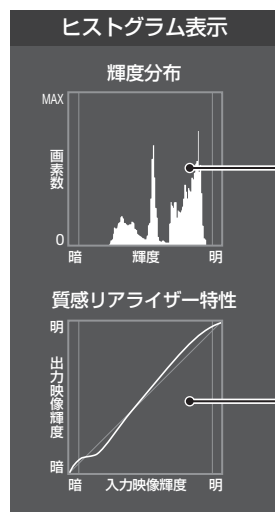 ヒストグラム表示
輝度分布
MAX
画素数
0
暗 輝度 明
質感リアライザー特性
明
出力映像輝度
暗
暗 入力映像輝度 明